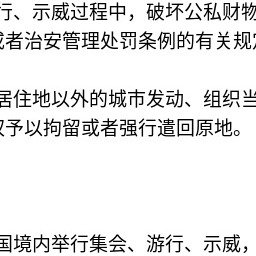 行、示威过程中，破坏公私财物
或者治安管理处罚条例的有关规定
居住地以外的城市发动、组织当
权予以拘留或者强行遣回原地。
国境内举行集会、游行、示威，